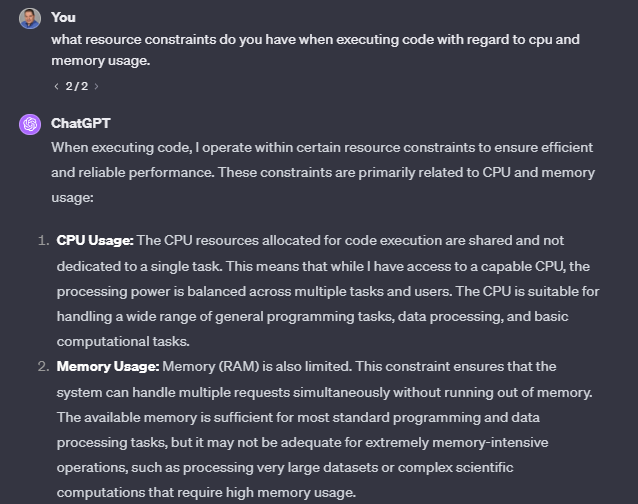 You
what resource constraints do you have when executing code with regard to cpu and
memory usage.
< 2/2 >
ChatGPT
When executing code, I operate within certain resource constraints to ensure efficient
and reliable performance. These constraints are primarily related to CPU and memory
usage:
1. CPU Usage: The CPU resources allocated for code execution are shared and not
dedicated to a single task. This means that while I have access to a capable CPU, the
processing power is balanced across multiple tasks and users. The CPU is suitable for
handling a wide range of general programming tasks, data processing, and basic
computational tasks.
2. Memory Usage: Memory (RAM) is also limited. This constraint ensures that the
system can handle multiple requests simultaneously without running out of memory.
The available memory is sufficient for most standard programming and data
processing tasks, but it may not be adequate for extremely memory-intensive
operations, such as processing very large datasets or complex scientific
computations that require high memory usage.